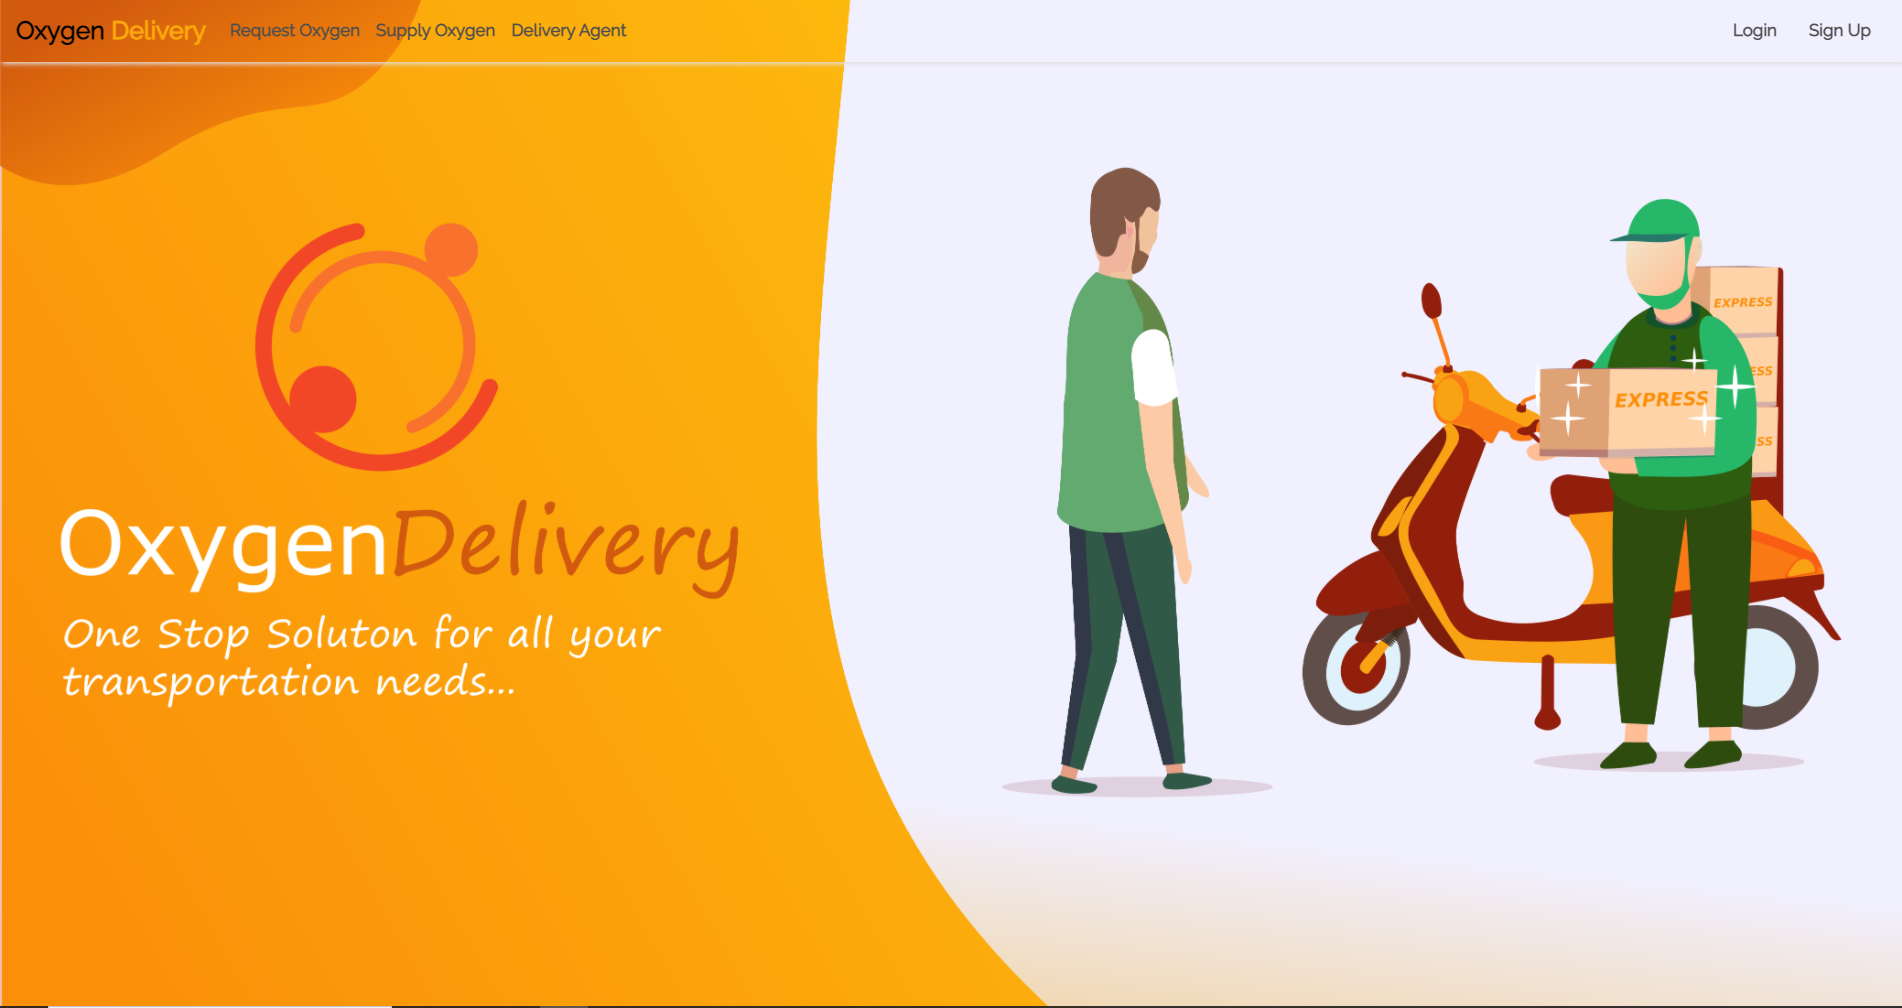 Oxygen Delivery Request Oxygen Supply Oxygen Delivery Agent Login Sign Up
OxygenDelivery
One Stop Soluton for all your
transportation needs...
EXPRESS
ESS
EXPRESS
ESS